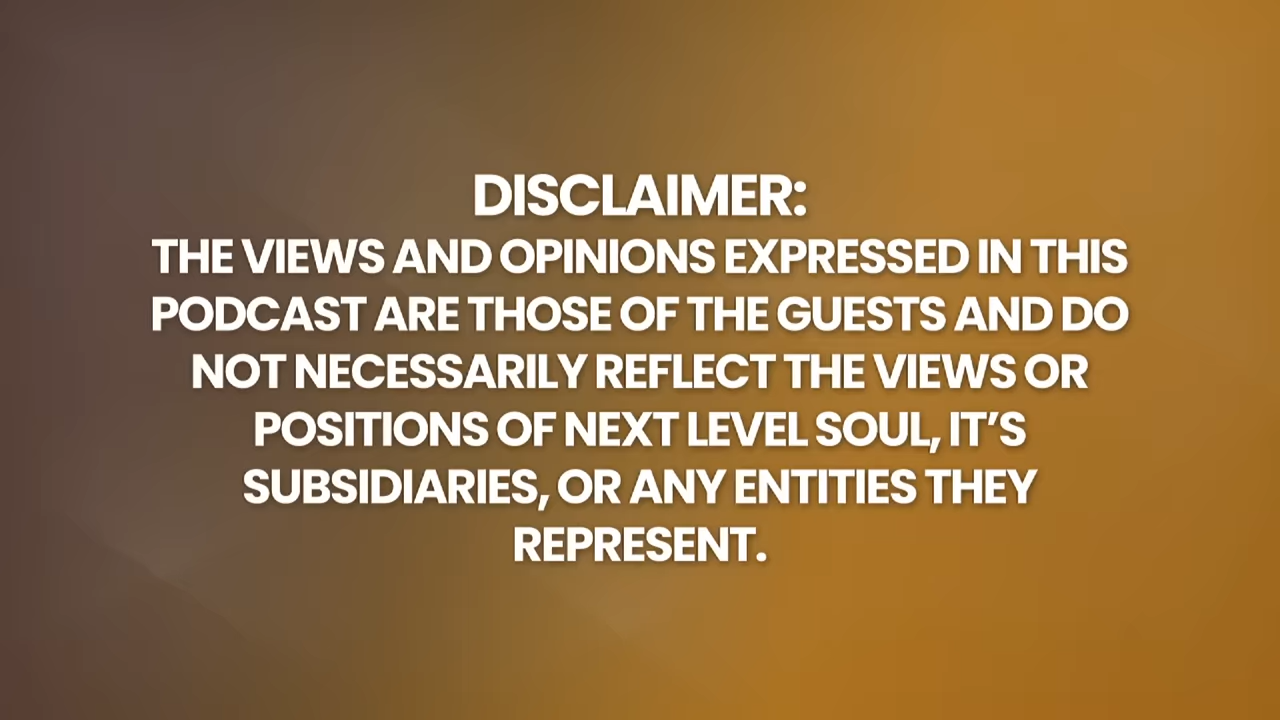 DISCLAIMER:
THE VIEWS AND OPINIONS EXPRESSED IN THIS
PODCAST ARE THOSE OF THE GUESTS AND DO
NOT NECESSARILY REFLECT THE VIEWS OR
POSITIONS OF NEXT LEVEL SOUL, IT’S
SUBSIDIARIES, OR ANY ENTITIES THEY
REPRESENT.